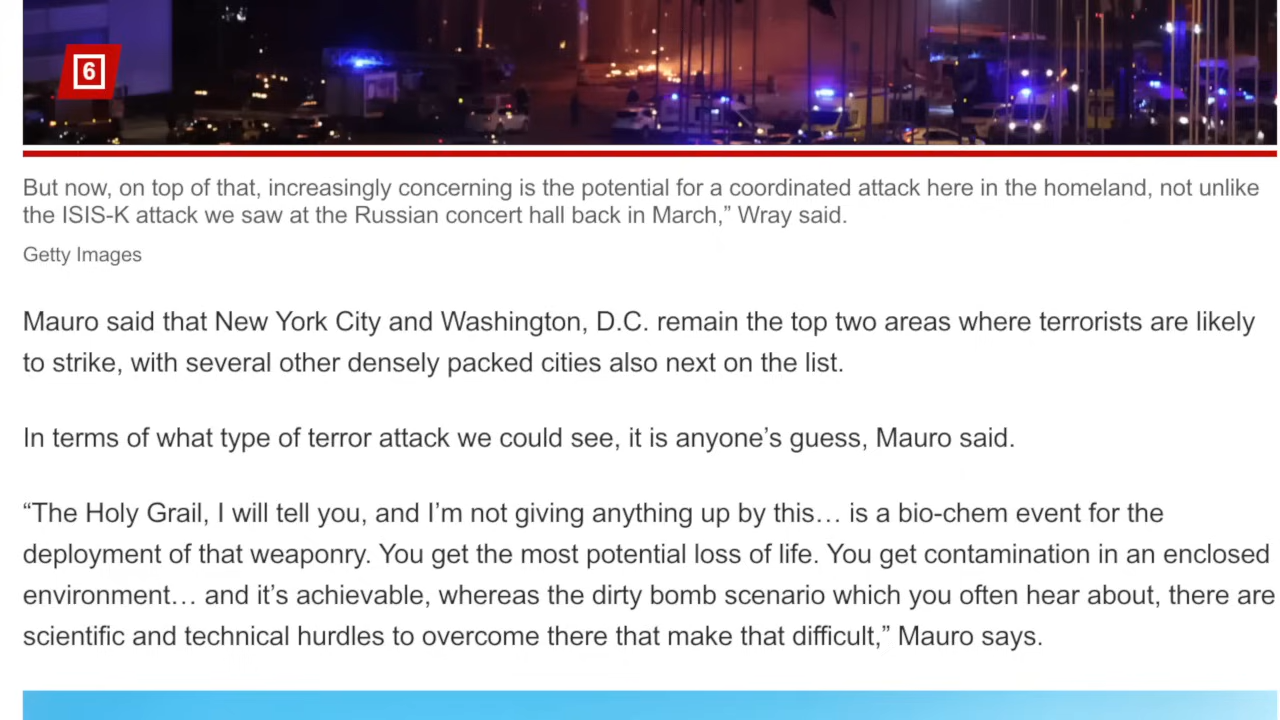 6
But now, on top of that, increasingly concerning is the potential for a coordinated attack here in the homeland, not unlike
the ISIS-K attack we saw at the Russian concert hall back in March,” Wray said.
Getty Images
Mauro said that New York City and Washington, D.C. remain the top two areas where terrorists are likely
to strike, with several other densely packed cities also next on the list.
In terms of what type of terror attack we could see, it is anyone’s guess, Mauro said.
“The Holy Grail, I will tell you, and I’m not giving anything up by this… is a bio-chem event for the
deployment of that weaponry. You get the most potential loss of life. You get contamination in an enclosed
environment… and it’s achievable, whereas the dirty bomb scenario which you often hear about, there are
scientific and technical hurdles to overcome there that make that difficult,” Mauro says.